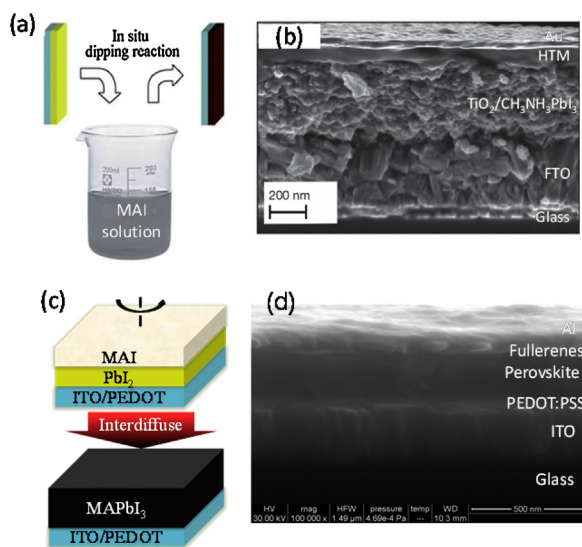 (a)
In situ
dipping reaction
200ml
200
150
MAI
solution
(b)
Au
HTM
TiO2/CH3NH3PbI3
FTO
200 nm
Glass
(c)
MAI
PbI2
ITO/PEDOT
Interdiffuse
MAPbI3
ITO/PEDOT
(d)
Al
Fullerenes
Perovskite
PEDOT:PSS
ITO
Glass
HV mag HFW pressure temp WD
30.00 kV 100 000 x 1.49 µm 4.69e-4 Pa --- 10.3 mm
500 nm